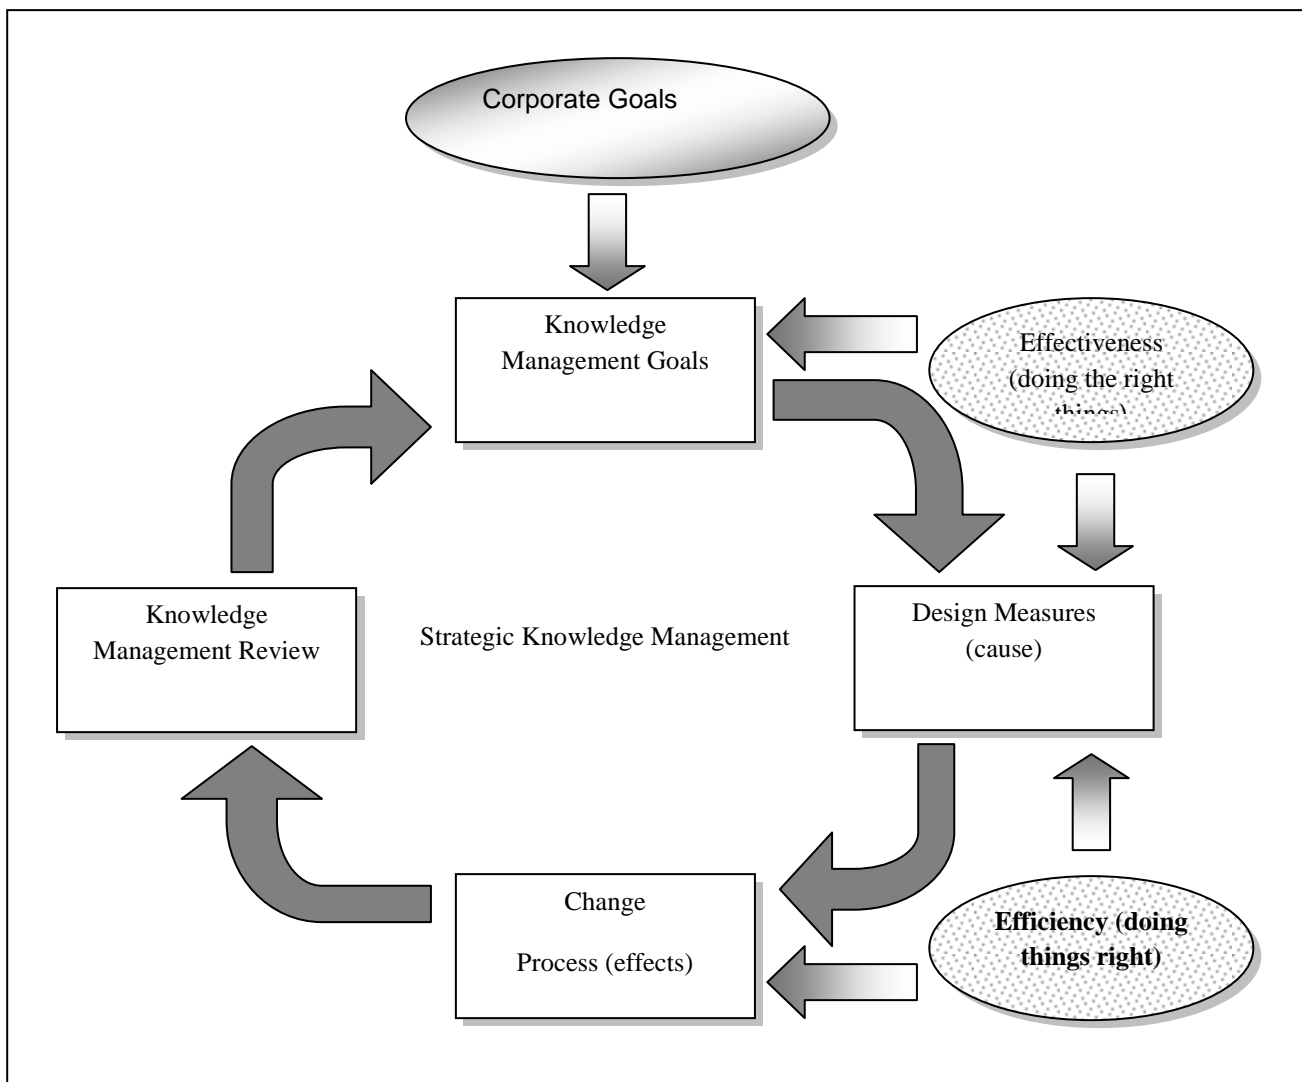 Corporate Goals
Knowledge
Management Goals
Effectiveness
(doing the right
things)
Knowledge
Management Review
Strategic Knowledge Management
Design Measures
(cause)
Change
Process (effects)
Efficiency (doing
things right)